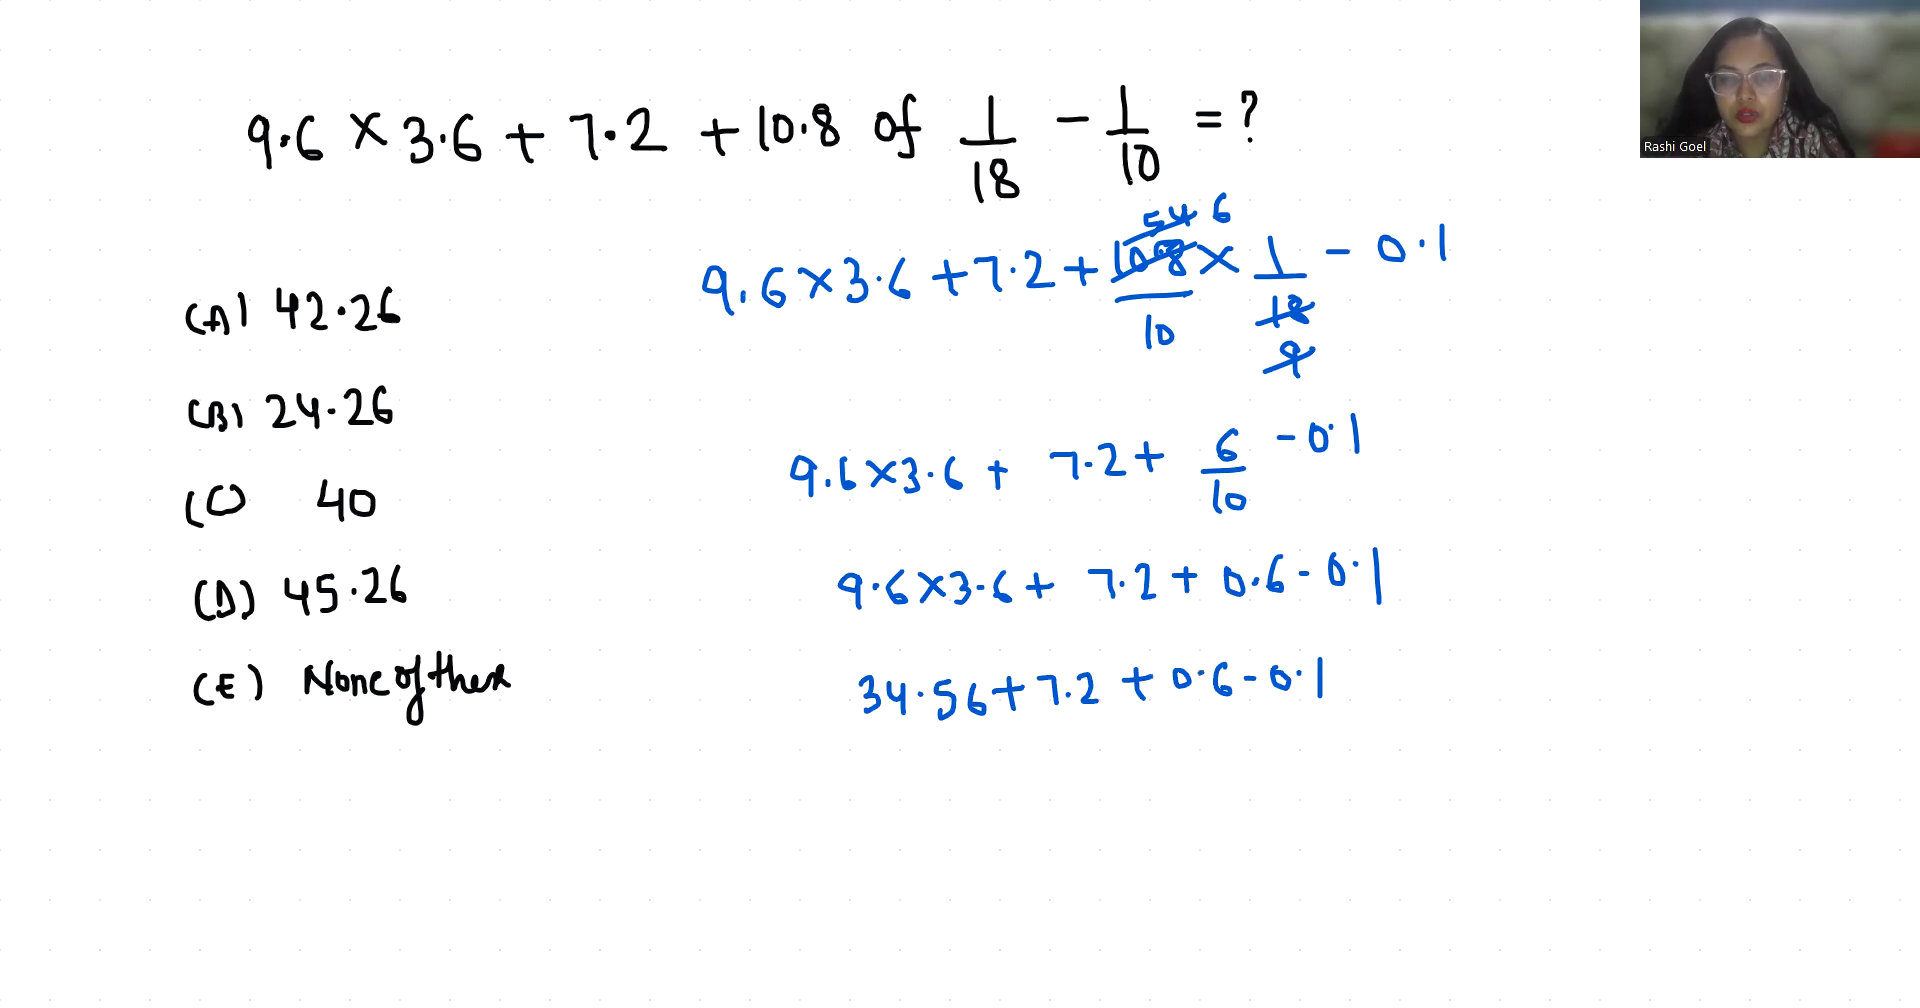 9.6 × 3.6 + 7.2 + 10.8 of 1/18 - 1/10 = ?
Rashi Goel
54 6
9.6 × 3.6 + 7.2 + 108/10 × 1/18 - 0.1
9
(A) 42.26
(B) 24.26
(C) 40
(D) 45.26
(E) None of these
9.6 × 3.6 + 7.2 + 6/10 - 0.1
9.6 × 3.6 + 7.2 + 0.6 - 0.1
34.56 + 7.2 + 0.6 - 0.1